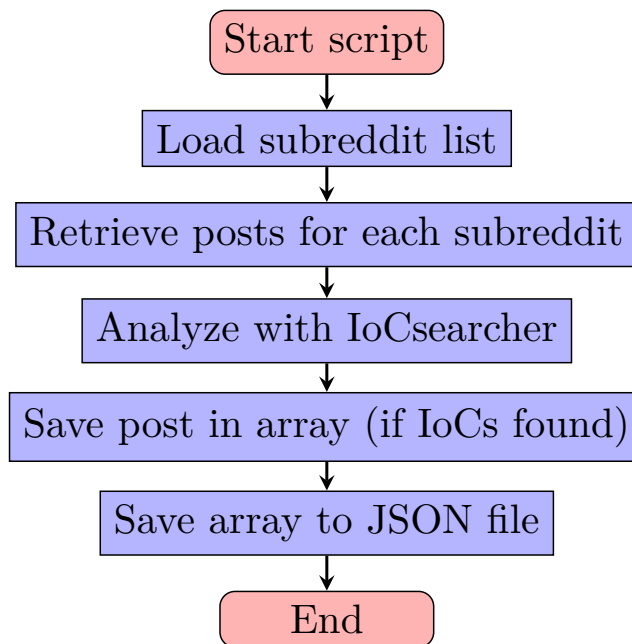 Start script
Load subreddit list
Retrieve posts for each subreddit
Analyze with IoCsearcher
Save post in array (if IoCs found)
Save array to JSON file
End